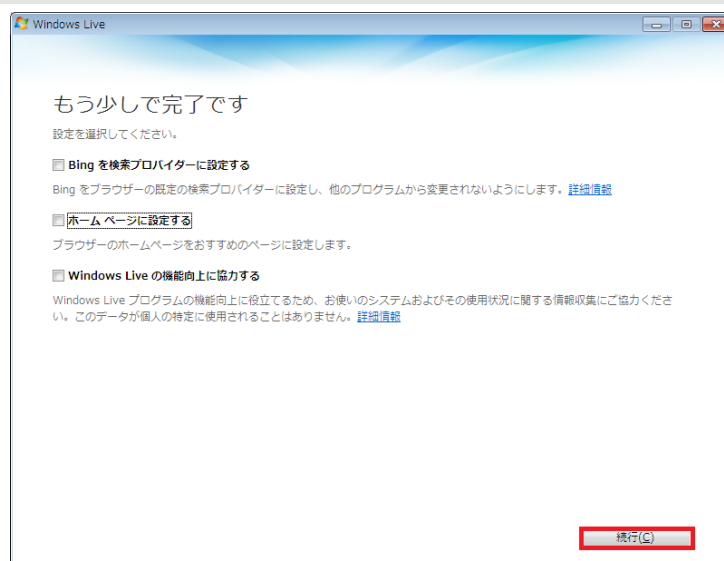 Windows Live
もう少しで完了です
設定を選択してください。
Bing を検索プロバイダーに設定する
Bing をブラウザーの既定の検索プロバイダーに設定し、他のプログラムから変更されないようにします。詳細情報
ホーム ページに設定する
ブラウザーのホームページをおすすめのページに設定します。
Windows Live の機能向上に協力する
Windows Live プログラムの機能向上に役立てるため、お使いのシステムおよびその使用状況に関する情報収集にご協力くださ
い。このデータが個人の特定に使用されることはありません。詳細情報
続行(C)